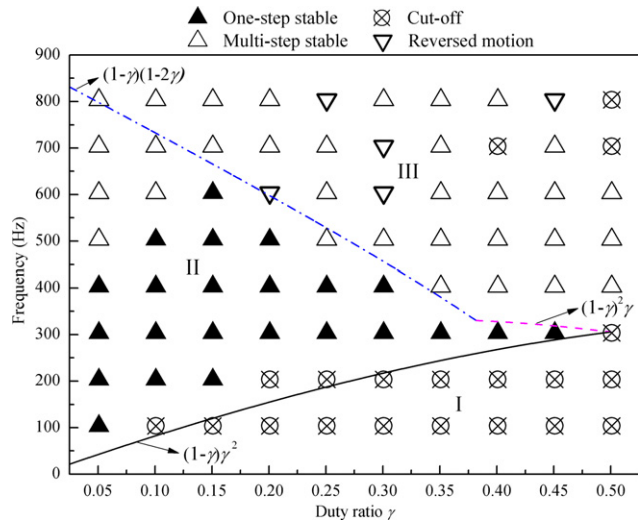 One-step stable Cut-off
Multi-step stable Reversed motion
900
(1-γ)(1-2γ)
800
700
III
600
500
II
400
(1-γ)²γ
300
200
I
100
(1-γ)γ²
0
0.05 0.10 0.15 0.20 0.25 0.30 0.35 0.40 0.45 0.50
Frequency (Hz)
Duty ratio γ